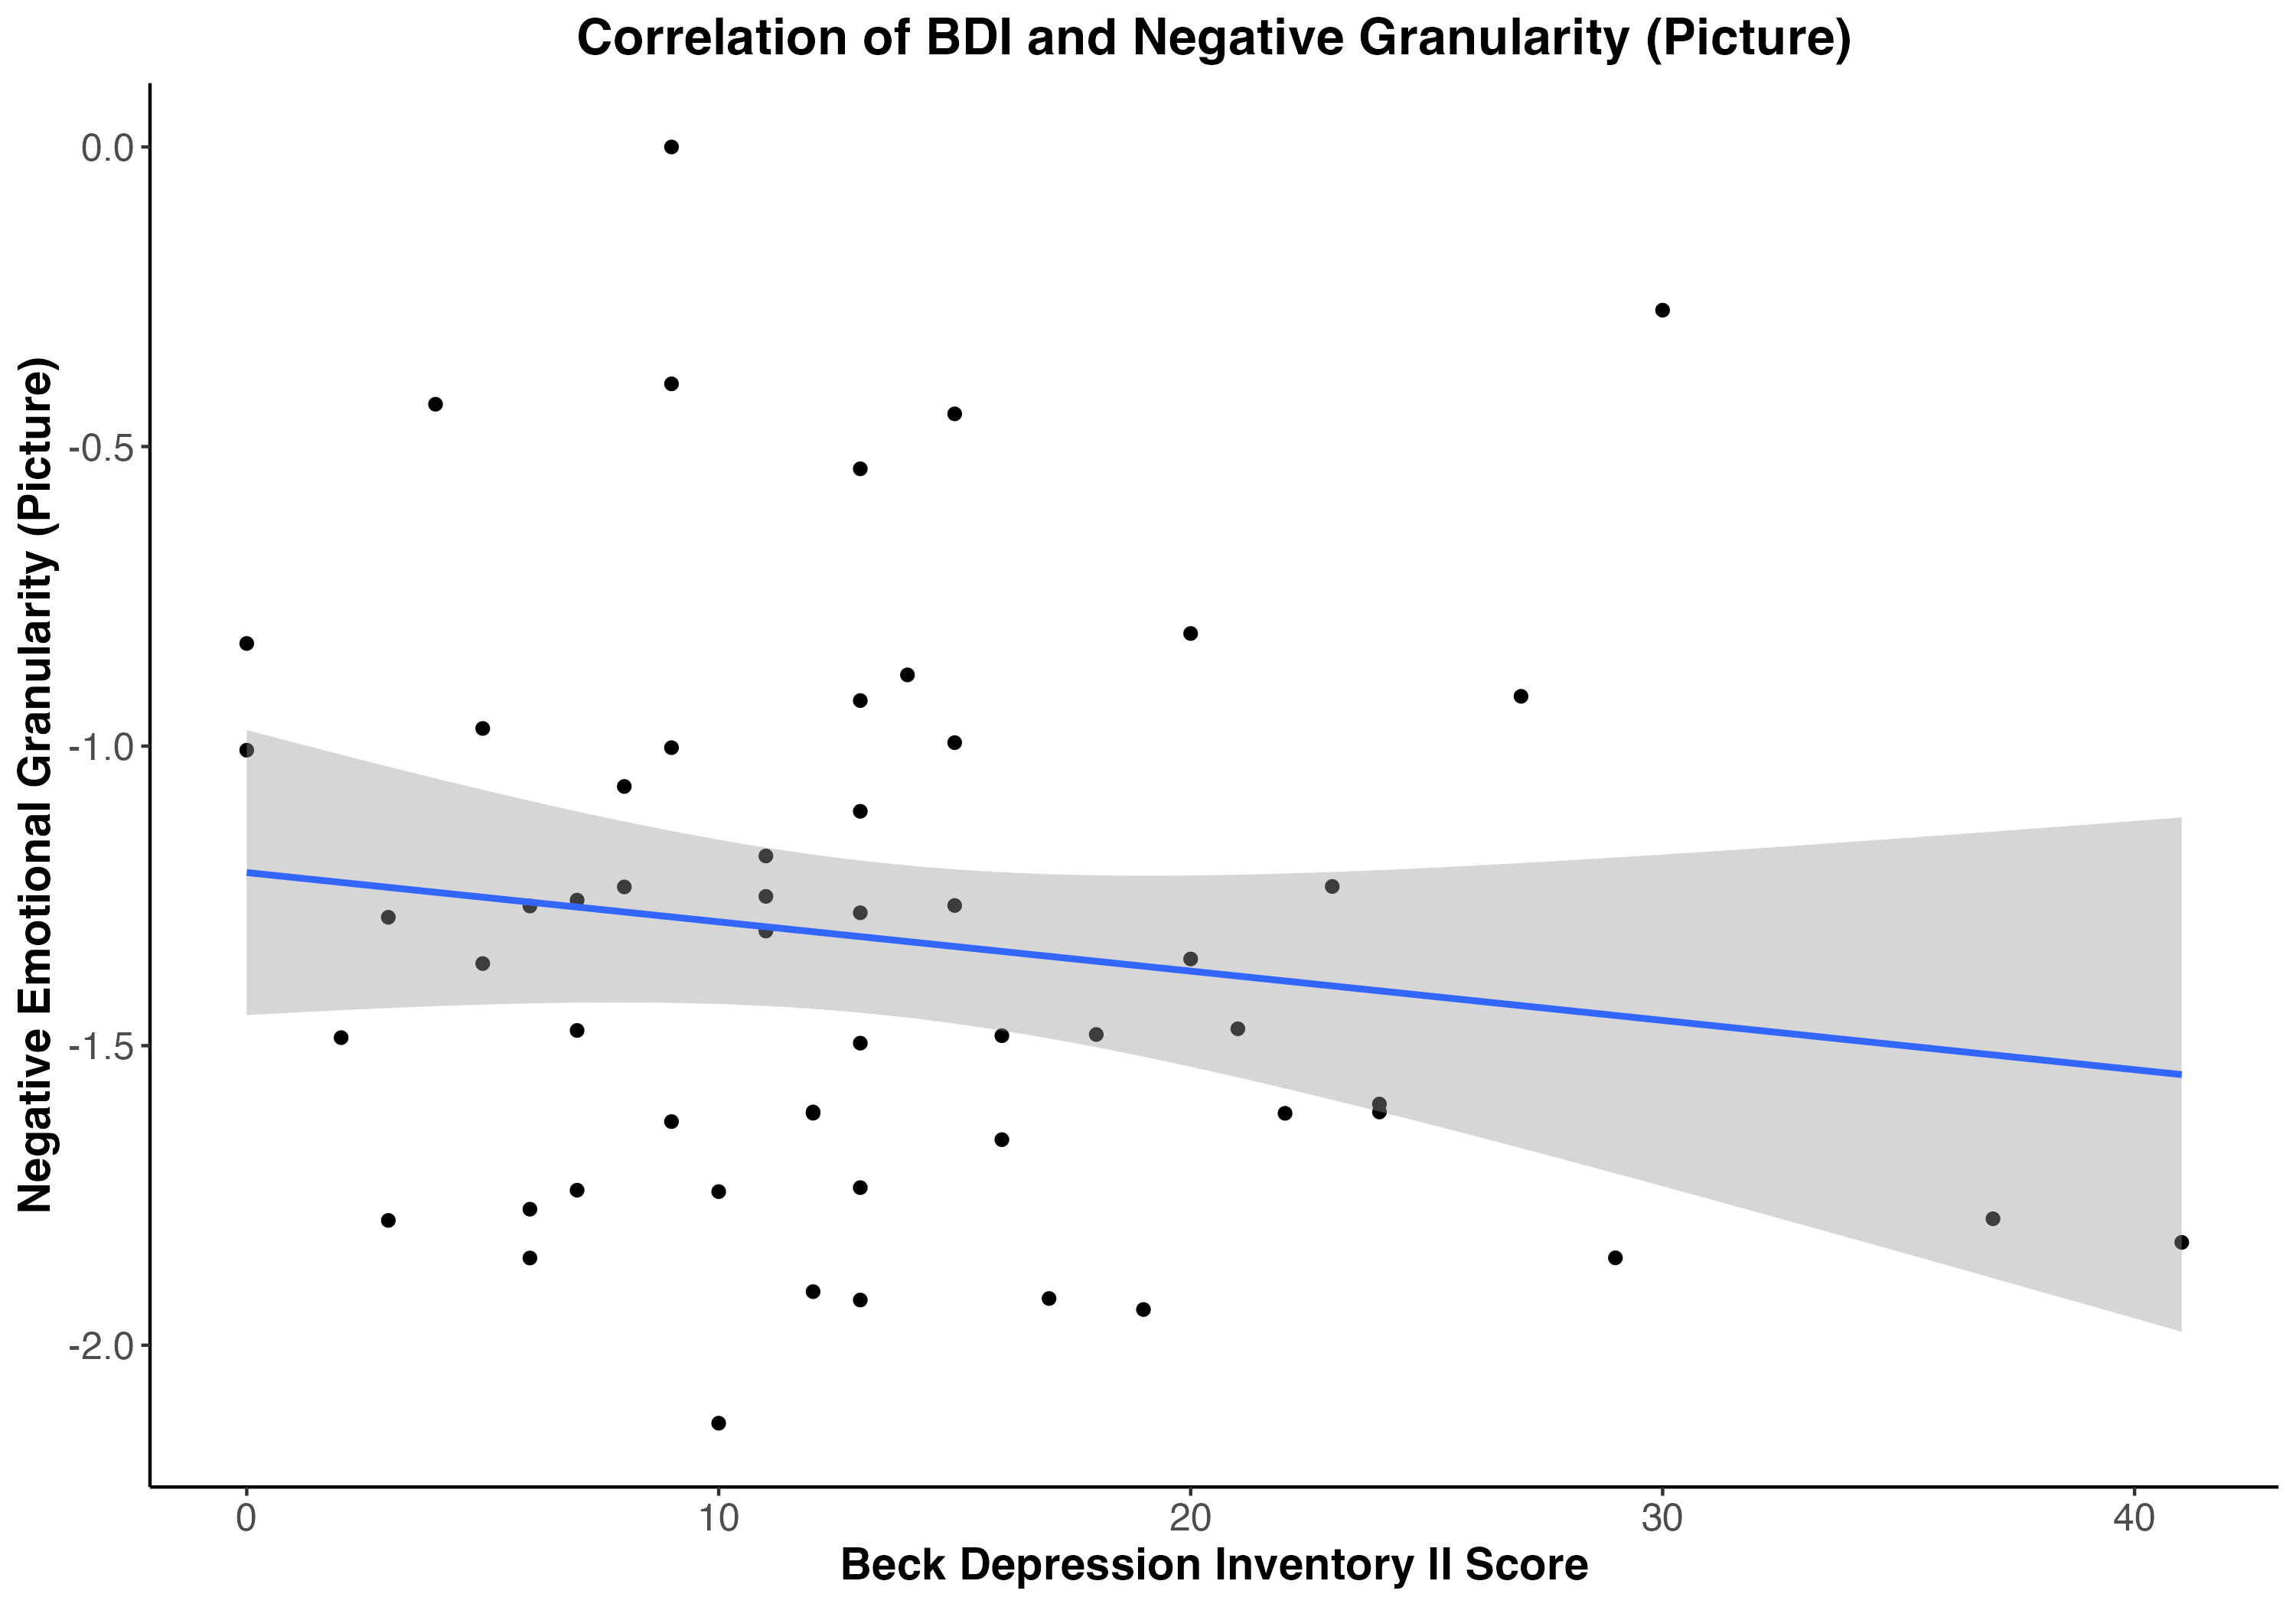 Correlation of BDI and Negative Granularity (Picture)
Negative Emotional Granularity (Picture)
0.0
-0.5
-1.0
-1.5
-2.0
0 10 20 30 40
Beck Depression Inventory II Score